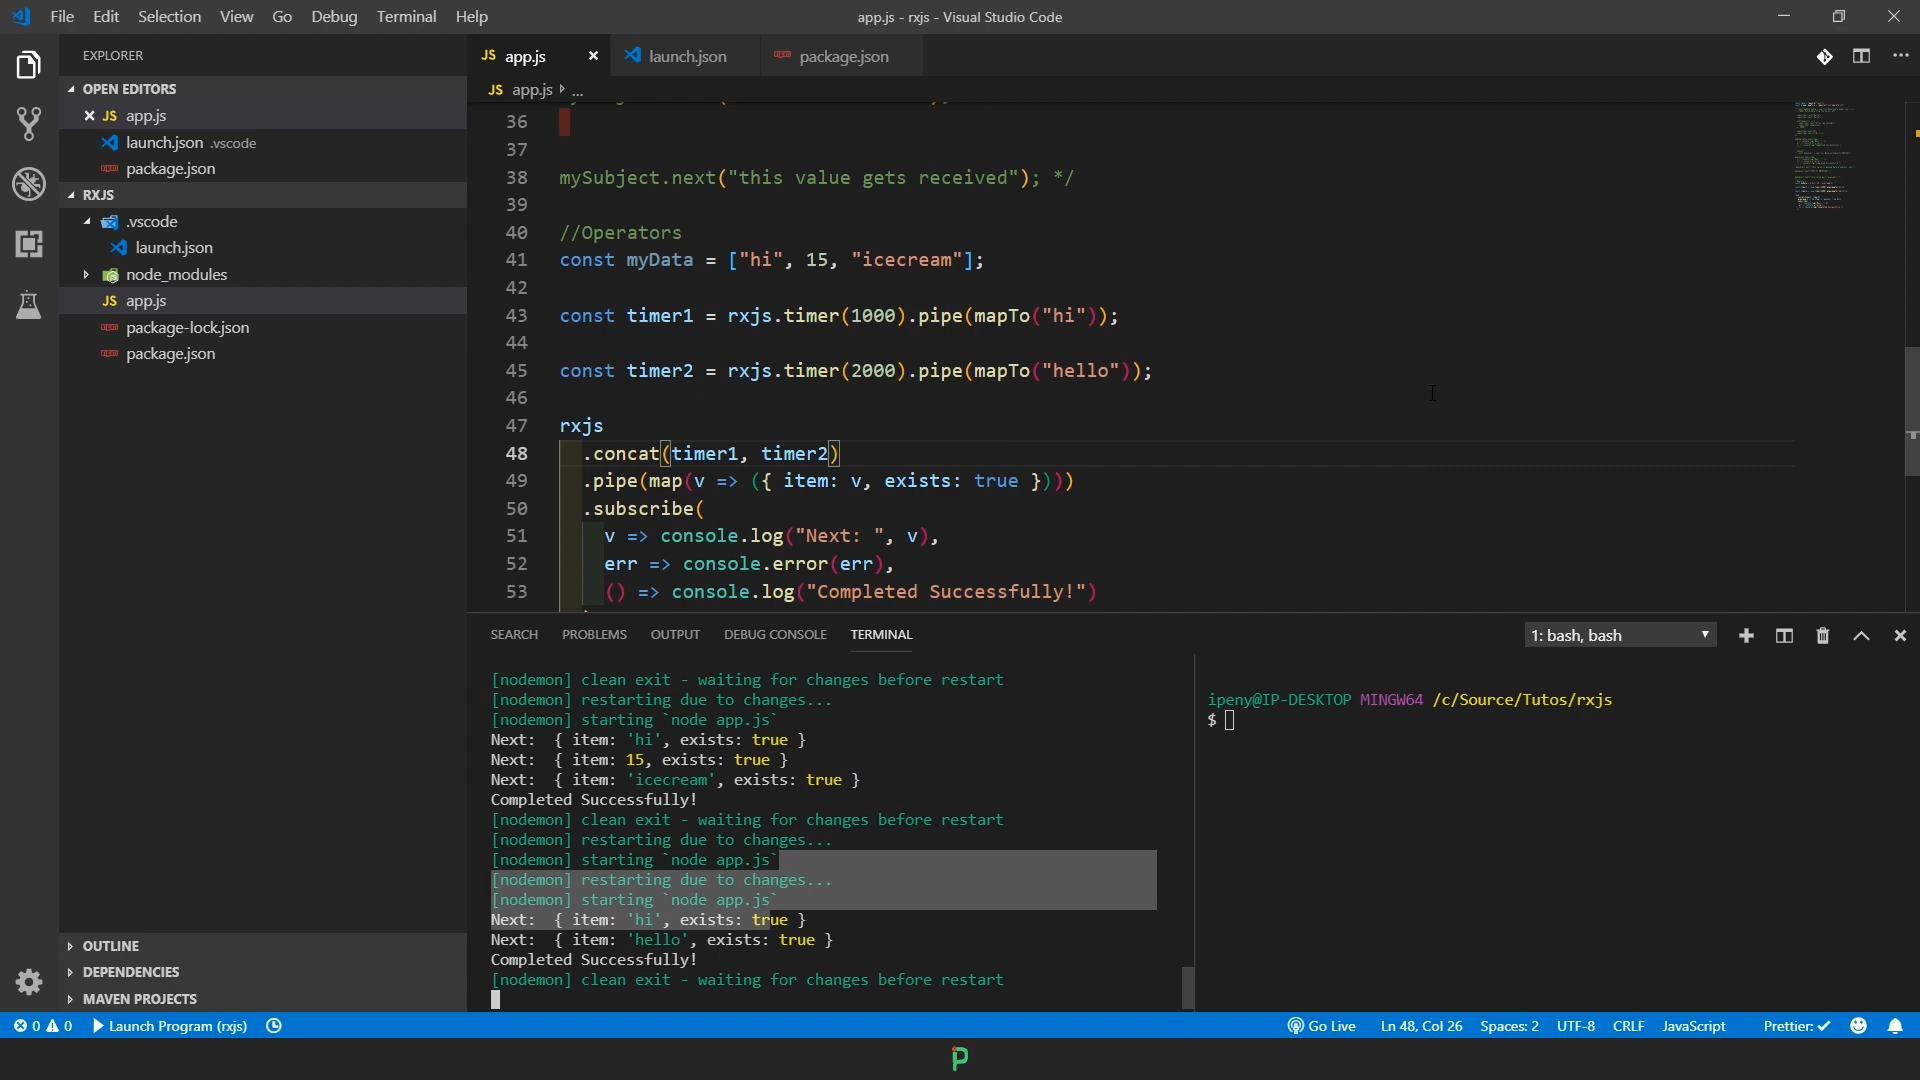 File Edit Selection View Go Debug Terminal Help
app.js - rxjs - Visual Studio Code
EXPLORER
OPEN EDITORS
JS app.js
launch.json .vscode
package.json
RXJS
.vscode
launch.json
node_modules
JS app.js
package-lock.json
package.json
OUTLINE
DEPENDENCIES
MAVEN PROJECTS
JS app.js
launch.json
package.json
JS app.js ...
36
37
38 mySubject.next("this value gets received"); */
39
40 //Operators
41 const myData = ["hi", 15, "icecream"];
42
43 const timer1 = rxjs.timer(1000).pipe(mapTo("hi"));
44
45 const timer2 = rxjs.timer(2000).pipe(mapTo("hello"));
46
47 rxjs
48 .concat(timer1, timer2)
49 .pipe(map(v => ({ item: v, exists: true })))
50 .subscribe(
51 v => console.log("Next: ", v),
52 err => console.error(err),
53 () => console.log("Completed Successfully!")
SEARCH PROBLEMS OUTPUT DEBUG CONSOLE TERMINAL
1: bash, bash
[nodemon] clean exit - waiting for changes before restart
[nodemon] restarting due to changes...
[nodemon] starting `node app.js`
Next:  { item: 'hi', exists: true }
Next:  { item: 15, exists: true }
Next:  { item: 'icecream', exists: true }
Completed Successfully!
[nodemon] clean exit - waiting for changes before restart
[nodemon] restarting due to changes...
[nodemon] starting `node app.js`
[nodemon] restarting due to changes...
[nodemon] starting `node app.js`
Next:  { item: 'hi', exists: true }
Next:  { item: 'hello', exists: true }
Completed Successfully!
[nodemon] clean exit - waiting for changes before restart
ipeny@IP-DESKTOP MINGW64 /c/Source/Tutos/rxjs
$
0 0 Launch Program (rxjs)
Go Live Ln 48, Col 26 Spaces: 2 UTF-8 CRLF JavaScript Prettier: ✓
P